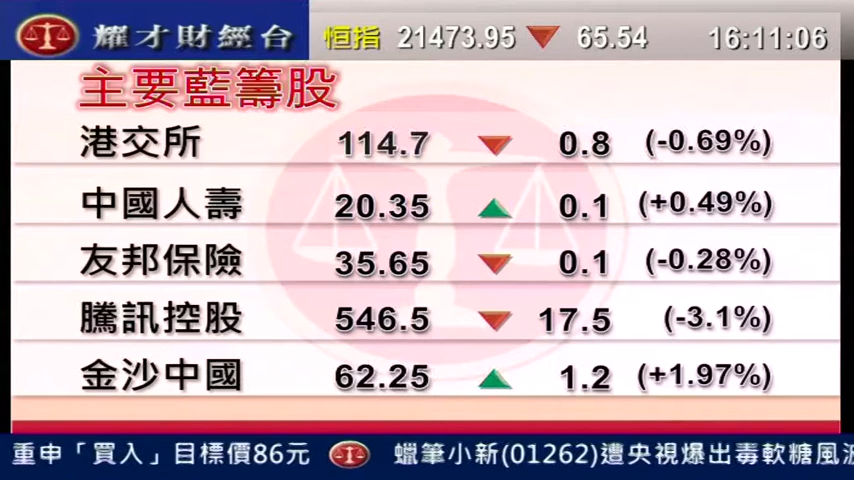 耀才財經台 恒指 21473.95 65.54 16:11:06
主要藍籌股
港交所 114.7 0.8 (-0.69%)
中國人壽 20.35 0.1 (+0.49%)
友邦保險 35.65 0.1 (-0.28%)
騰訊控股 546.5 17.5 (-3.1%)
金沙中國 62.25 1.2 (+1.97%)
重申「買入」目標價86元 蠟筆小新(01262)遭央視爆出毒軟糖風波